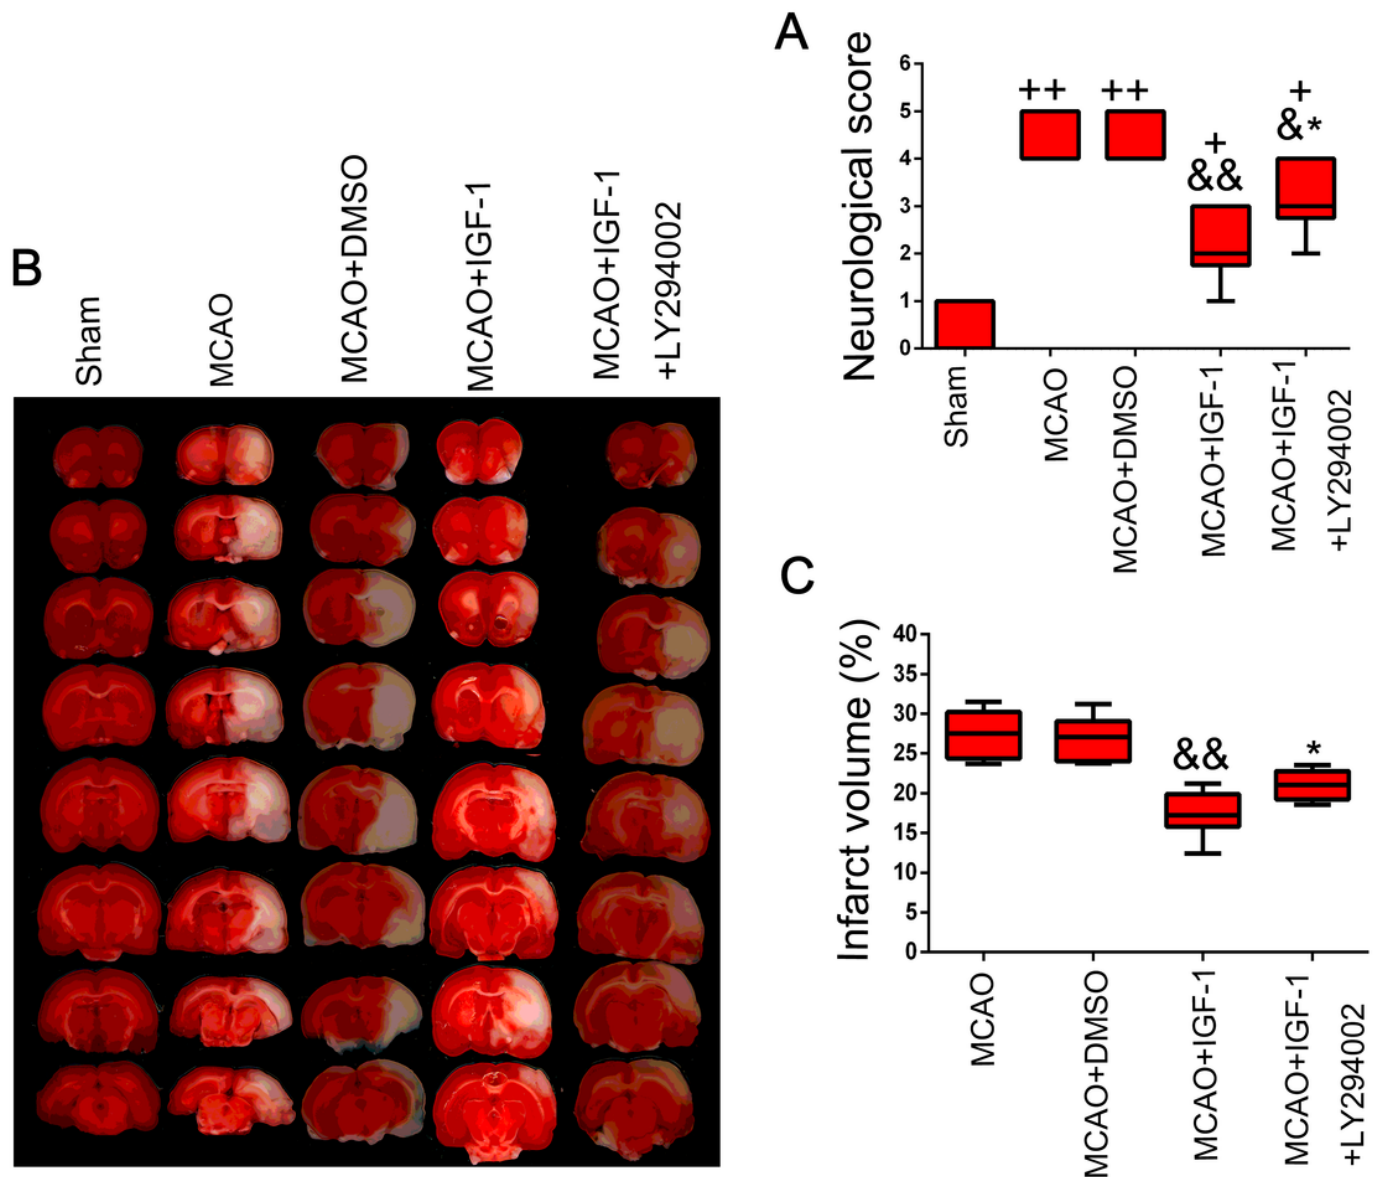 A
Neurological score
6
5
4
3
2
1
0
++
++
+
&&
+
&*
Sham
MCAO
MCAO+DMSO
MCAO+IGF-1
MCAO+IGF-1
+LY294002
B
Sham
MCAO
MCAO+DMSO
MCAO+IGF-1
MCAO+IGF-1
+LY294002
C
Infarct volume (%)
40
35
30
25
20
15
10
5
0
&&
*
MCAO
MCAO+DMSO
MCAO+IGF-1
MCAO+IGF-1
+LY294002